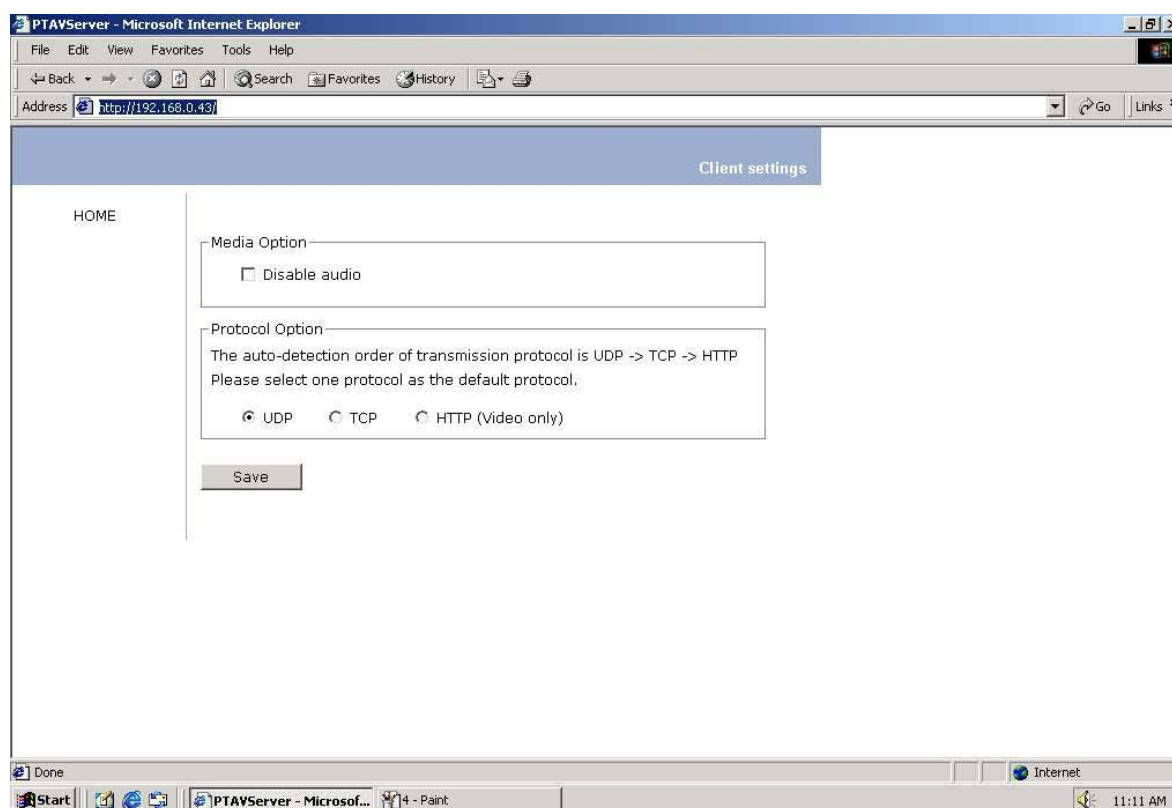 PTAVServer - Microsoft Internet Explorer
File Edit View Favorites Tools Help
Back Search Favorites History
Address http://192.168.0.43/ Go Links
Client settings
HOME
Media Option
Disable audio
Protocol Option
The auto-detection order of transmission protocol is UDP -> TCP -> HTTP
Please select one protocol as the default protocol.
UDP TCP HTTP (Video only)
Save
Done Internet
Start PTAVServer - Microsof... 4 - Paint 11:11 AM